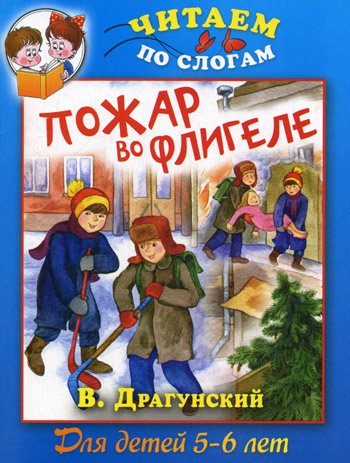 ЧИТАЕМ
ПО СЛОГАМ
ПОЖАР
ВО ФЛИГЕЛЕ
В. ДРАГУНСКИЙ
Для детей 5-6 лет